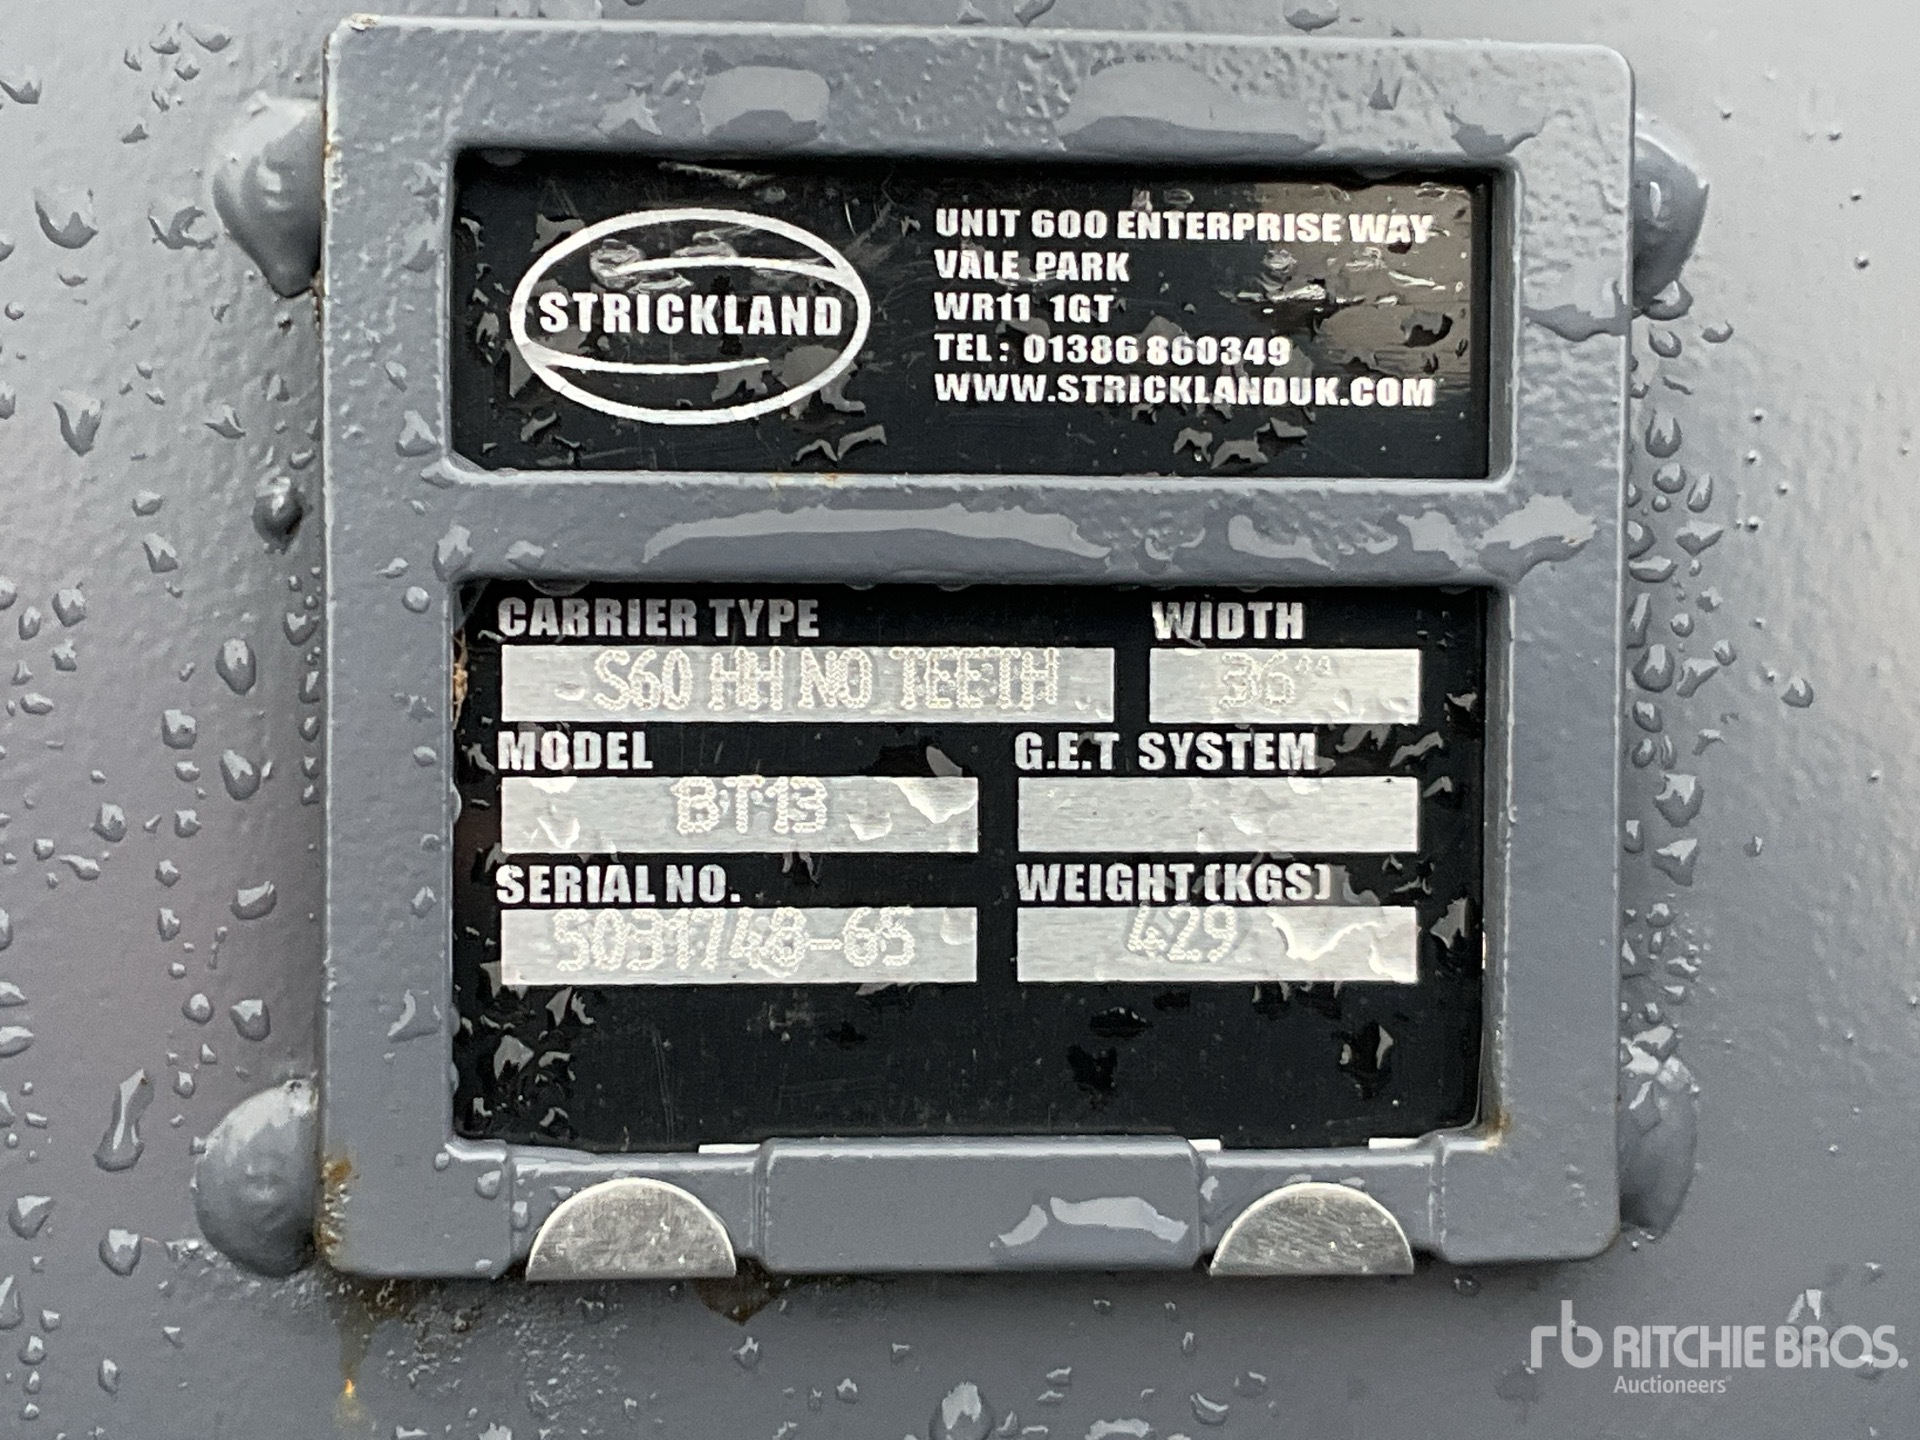 STRICKLAND
UNIT 600 ENTERPRISE WAY
VALE PARK
WR11 1GT
TEL: 01386 860349
WWW.STRICKLANDUK.COM
CARRIER TYPE
S60 HH NO TEETH
WIDTH
36"
MODEL
G.E.T SYSTEM
SERIAL NO.
S031748-65
WEIGHT (KGS)
429
rb RITCHIE BROS.
Auctioneers